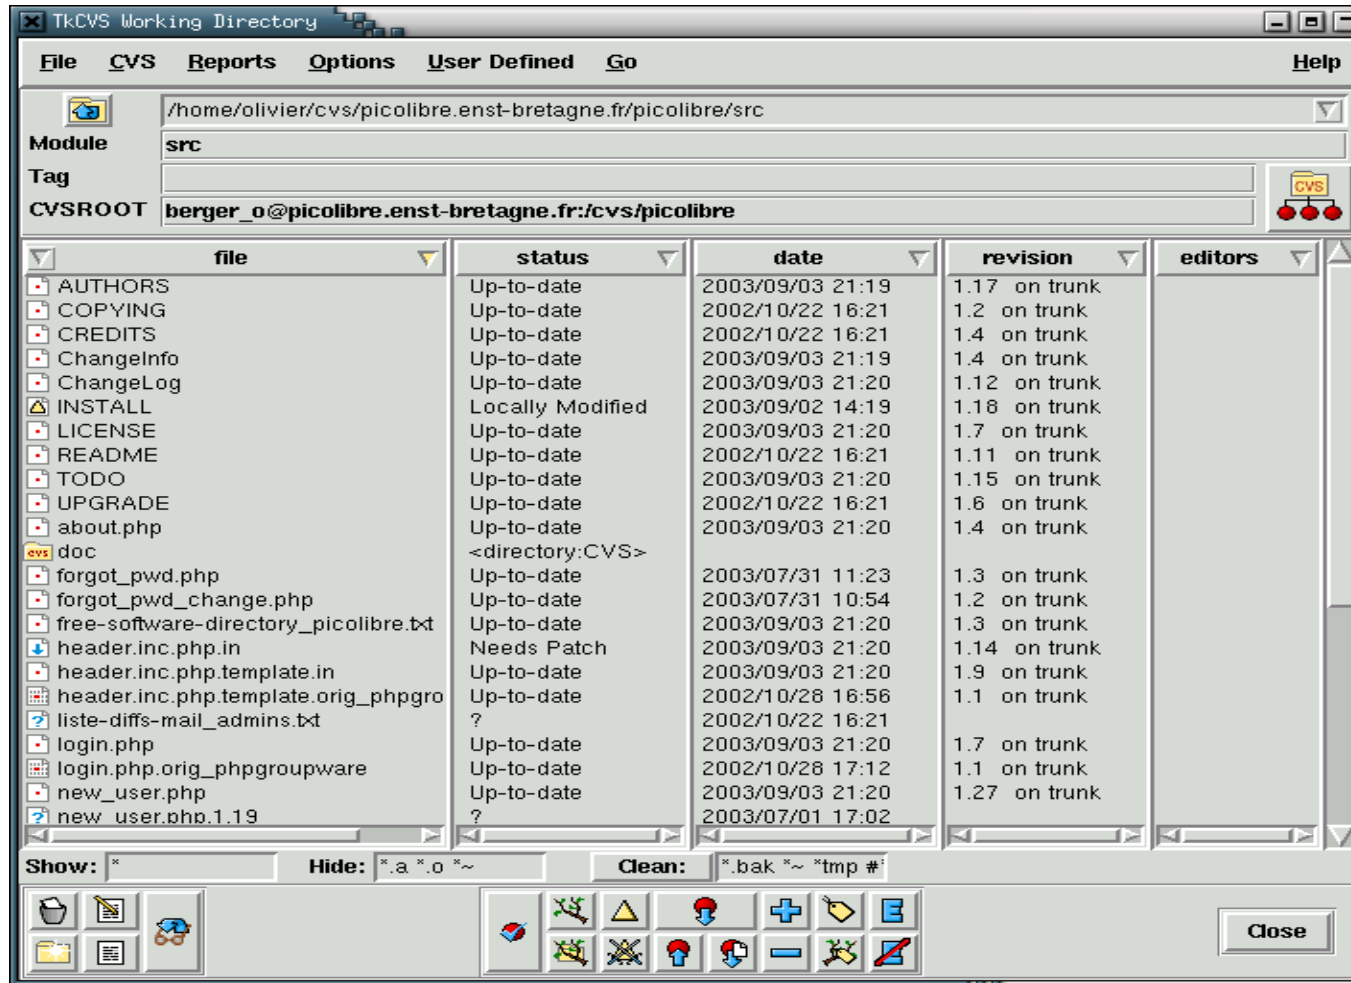 TkCVS Working Directory
File CVS Reports Options User Defined Go Help
/home/olivier/cvs/picolibre.enst-bretagne.fr/picolibre/src
Module src
Tag
CVS
CVSROOT berger_o@picolibre.enst-bretagne.fr:/cvs/picolibre
file status date revision editors
AUTHORS Up-to-date 2003/09/03 21:19 1.17 on trunk
COPYING Up-to-date 2002/10/22 16:21 1.2 on trunk
CREDITS Up-to-date 2002/10/22 16:21 1.4 on trunk
ChangeInfo Up-to-date 2003/09/03 21:19 1.4 on trunk
ChangeLog Up-to-date 2003/09/03 21:20 1.12 on trunk
INSTALL Locally Modified 2003/09/02 14:19 1.18 on trunk
LICENSE Up-to-date 2003/09/03 21:20 1.7 on trunk
README Up-to-date 2002/10/22 16:21 1.11 on trunk
TODO Up-to-date 2003/09/03 21:20 1.15 on trunk
UPGRADE Up-to-date 2002/10/22 16:21 1.6 on trunk
about.php Up-to-date 2003/09/03 21:20 1.4 on trunk
cvs doc <directory:CVS>
forgot_pwd.php Up-to-date 2003/07/31 11:23 1.3 on trunk
forgot_pwd_change.php Up-to-date 2003/07/31 10:54 1.2 on trunk
free-software-directory_picolibre.txt Up-to-date 2003/09/03 21:20 1.3 on trunk
header.inc.php.in Needs Patch 2003/09/03 21:20 1.14 on trunk
header.inc.php.template.in Up-to-date 2003/09/03 21:20 1.9 on trunk
header.inc.php.template.orig_phpgro Up-to-date 2002/10/28 16:56 1.1 on trunk
? liste-diffs-mail_admins.txt ? 2002/10/22 16:21
login.php Up-to-date 2003/09/03 21:20 1.7 on trunk
login.php.orig_phpgroupware Up-to-date 2002/10/28 17:12 1.1 on trunk
new_user.php Up-to-date 2003/09/03 21:20 1.27 on trunk
? new_user.php.1.19 ? 2003/07/01 17:02
Show: * Hide: *.a *.o *~ Clean: *.bak *~ *tmp #*
Close